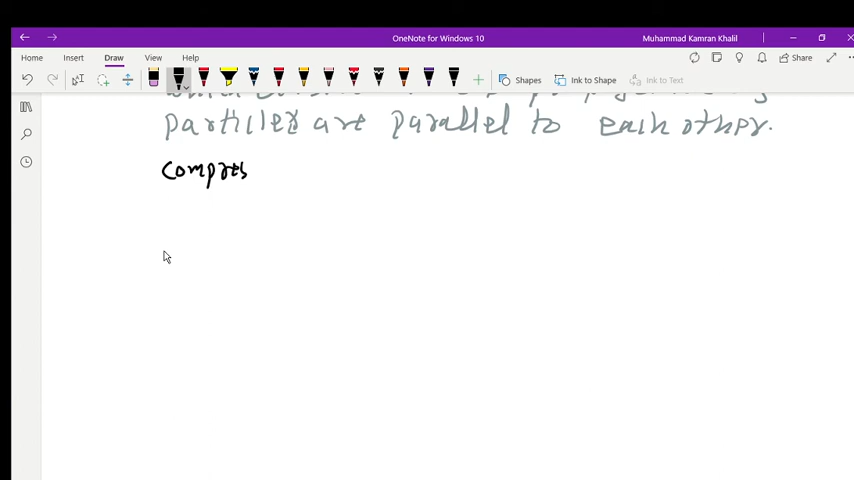 OneNote for Windows 10
Muhammad Kamran Khalil
Home Insert Draw View Help
Shapes Ink to Shape Ink to Text Share
particles are parallel to each other.
Compres